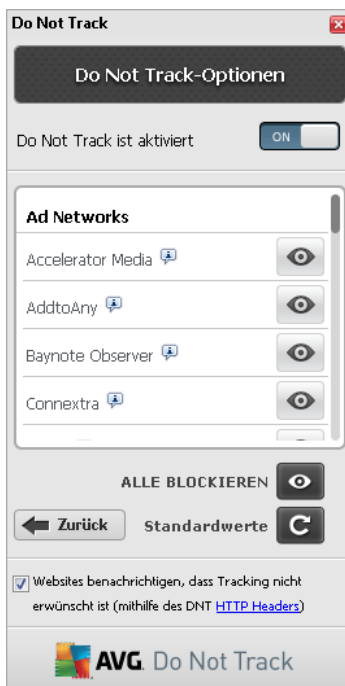 Do Not Track
Do Not Track-Optionen
Do Not Track ist aktiviert
ON
Ad Networks
Accelerator Media
AddtoAny
Baynote Observer
Connextra
ALLE BLOCKIEREN
Zurück
Standardwerte
Websites benachrichtigen, dass Tracking nicht
erwünscht ist (mithilfe des DNT HTTP Headers)
AVG. Do Not Track